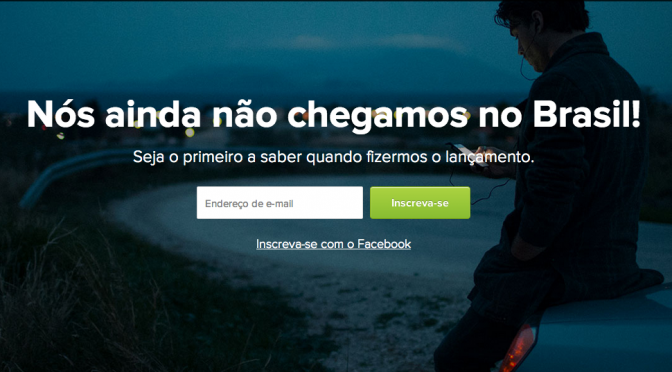 Nós ainda não chegamos no Brasil!
Seja o primeiro a saber quando fizermos o lançamento.
Endereço de e-mail
Inscreva-se
Inscreva-se com o Facebook